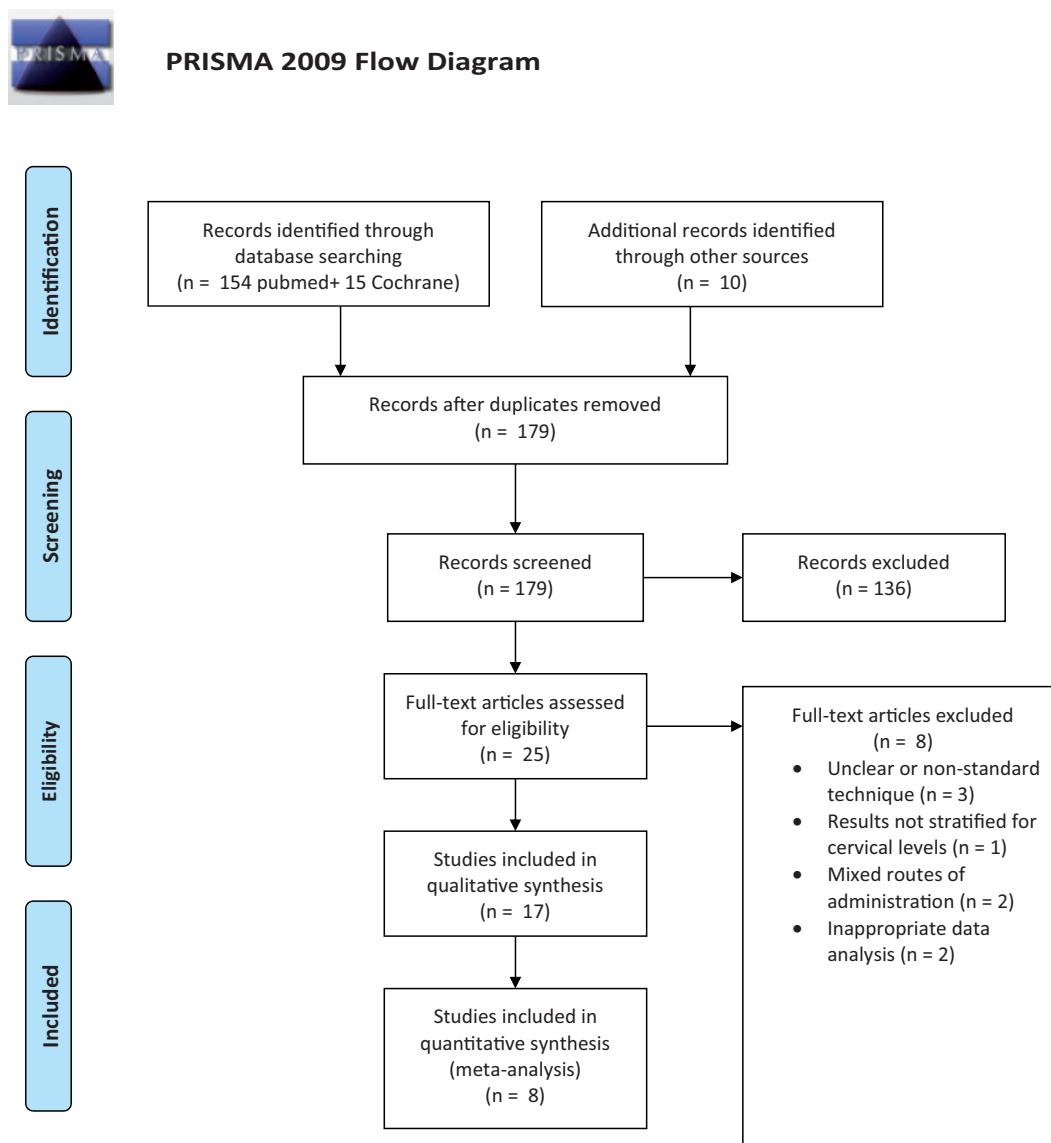 PRISMA
PRISMA 2009 Flow Diagram
Identification
Records identified through
database searching
(n = 154 pubmed+ 15 Cochrane)
Additional records identified
through other sources
(n = 10)
Records after duplicates removed
(n = 179)
Screening
Records screened
(n = 179)
Records excluded
(n = 136)
Eligibility
Full-text articles assessed
for eligibility
(n = 25)
Full-text articles excluded
(n = 8)
• Unclear or non-standard
technique (n = 3)
• Results not stratified for
cervical levels (n = 1)
• Mixed routes of
administration (n = 2)
• Inappropriate data
analysis (n = 2)
Studies included in
qualitative synthesis
(n = 17)
Included
Studies included in
quantitative synthesis
(meta-analysis)
(n = 8)